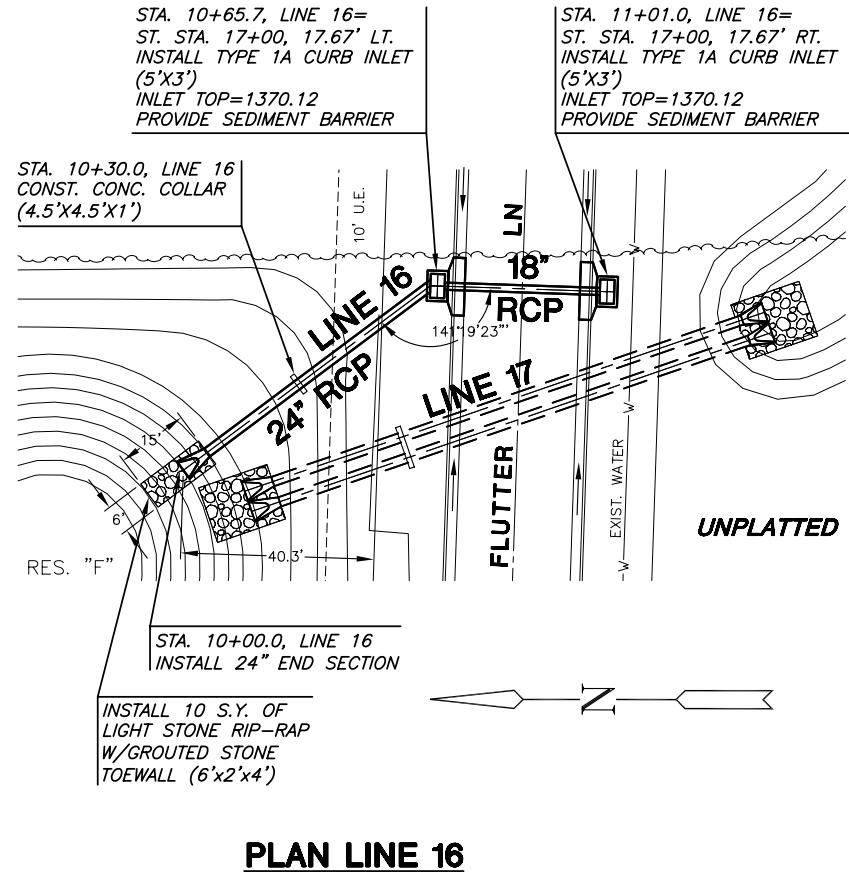 STA. 10+65.7, LINE 16=
ST. STA. 17+00, 17.67' LT.
INSTALL TYPE 1A CURB INLET
(5'X3')
INLET TOP=1370.12
PROVIDE SEDIMENT BARRIER
STA. 11+01.0, LINE 16=
ST. STA. 17+00, 17.67' RT.
INSTALL TYPE 1A CURB INLET
(5'X3')
INLET TOP=1370.12
PROVIDE SEDIMENT BARRIER
STA. 10+30.0, LINE 16
CONST. CONC. COLLAR
(4.5'X4.5'X1')
10' U.E.
FLUTTER LN
LINE 16
24" RCP
18"
RCP
141°19'23"
LINE 17
15'
6'
40.3'
W
EXIST. WATER
W
W
W
RES. "F"
UNPLATTED
STA. 10+00.0, LINE 16
INSTALL 24" END SECTION
INSTALL 10 S.Y. OF
LIGHT STONE RIP-RAP
W/GROUTED STONE
TOEWALL (6'x2'x4')
N
PLAN LINE 16